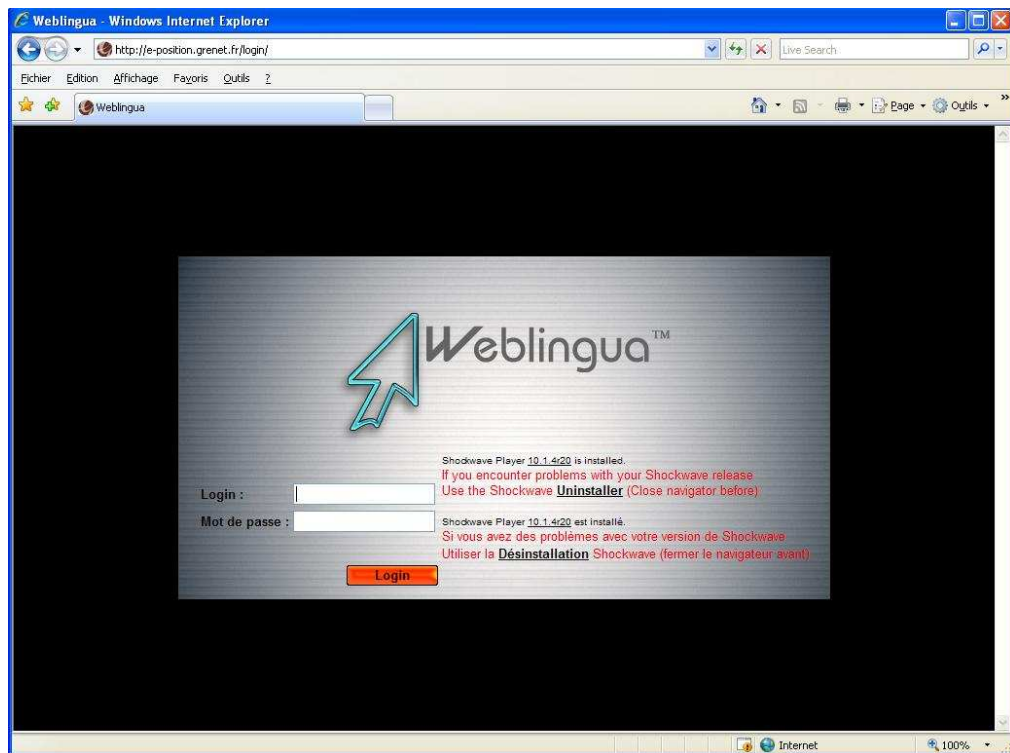 Weblingua - Windows Internet Explorer
http://e-position.grenet.fr/login/
Live Search
Fichier Edition Affichage Favoris Outils ?
Weblingua
Page Outils »
Weblingua™
Shockwave Player 10.1.4r20 is installed.
If you encounter problems with your Shockwave release
Use the Shockwave Uninstaller (Close navigator before)
Login :
Mot de passe :
Shockwave Player 10.1.4r20 est installé.
Si vous avez des problèmes avec votre version de Shockwave
Utiliser la Désinstallation Shockwave (fermer le navigateur avant)
Login
Internet
100%